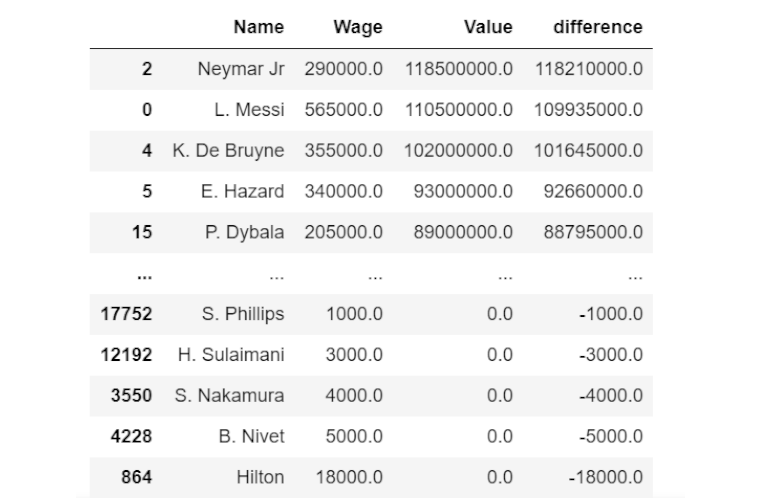 Name Wage Value difference
2 Neymar Jr 290000.0 118500000.0 118210000.0
0 L. Messi 565000.0 110500000.0 109935000.0
4 K. De Bruyne 355000.0 102000000.0 101645000.0
5 E. Hazard 340000.0 93000000.0 92660000.0
15 P. Dybala 205000.0 89000000.0 88795000.0
... ... ... ... ...
17752 S. Phillips 1000.0 0.0 -1000.0
12192 H. Sulaimani 3000.0 0.0 -3000.0
3550 S. Nakamura 4000.0 0.0 -4000.0
4228 B. Nivet 5000.0 0.0 -5000.0
864 Hilton 18000.0 0.0 -18000.0